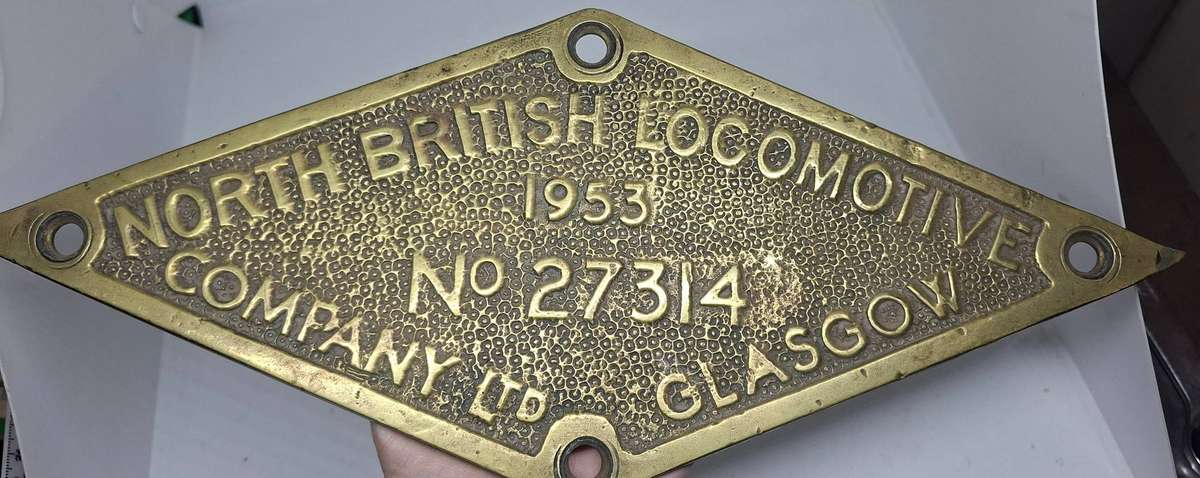 NORTH BRITISH LOCOMOTIVE
1953
No 27314
COMPANY LTD GLASGOW